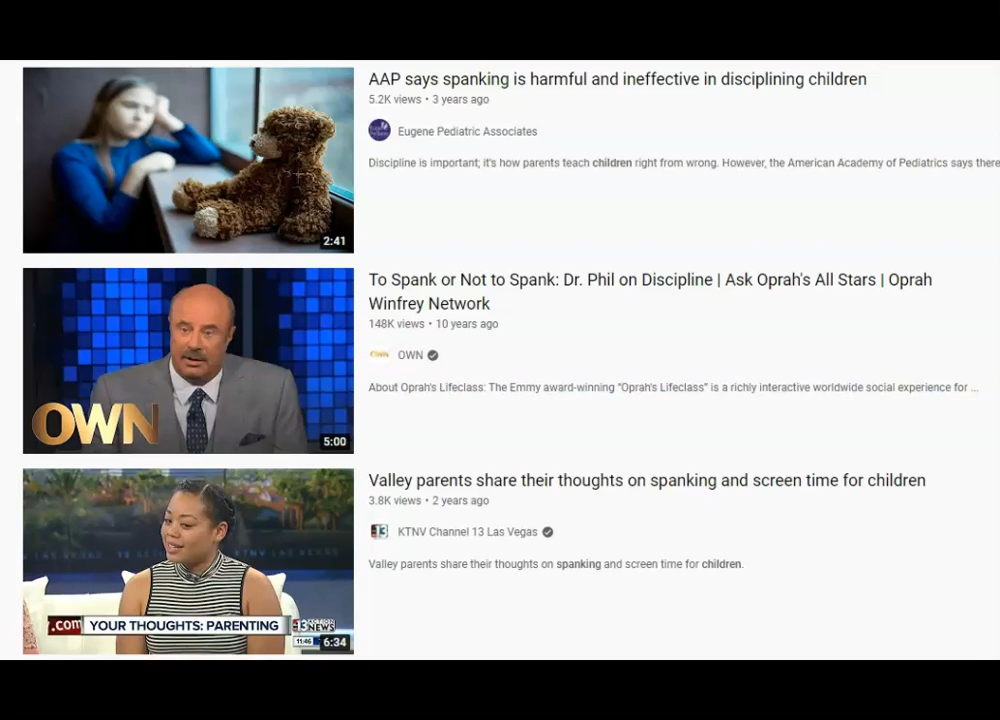 AAP says spanking is harmful and ineffective in disciplining children
5.2K views • 3 years ago
Eugene Pediatric Associates
Discipline is important; it's how parents teach children right from wrong. However, the American Academy of Pediatrics says there
2:41
To Spank or Not to Spank: Dr. Phil on Discipline | Ask Oprah's All Stars | Oprah
Winfrey Network
148K views • 10 years ago
OWN
OWN
About Oprah's Lifeclass: The Emmy award-winning "Oprah's Lifeclass" is a richly interactive worldwide social experience for ...
OWN
5:00
Valley parents share their thoughts on spanking and screen time for children
3.8K views • 2 years ago
13 KTNV Channel 13 Las Vegas
Valley parents share their thoughts on spanking and screen time for children.
.com YOUR THOUGHTS: PARENTING 13 ACTION NEWS
11:46
6:34